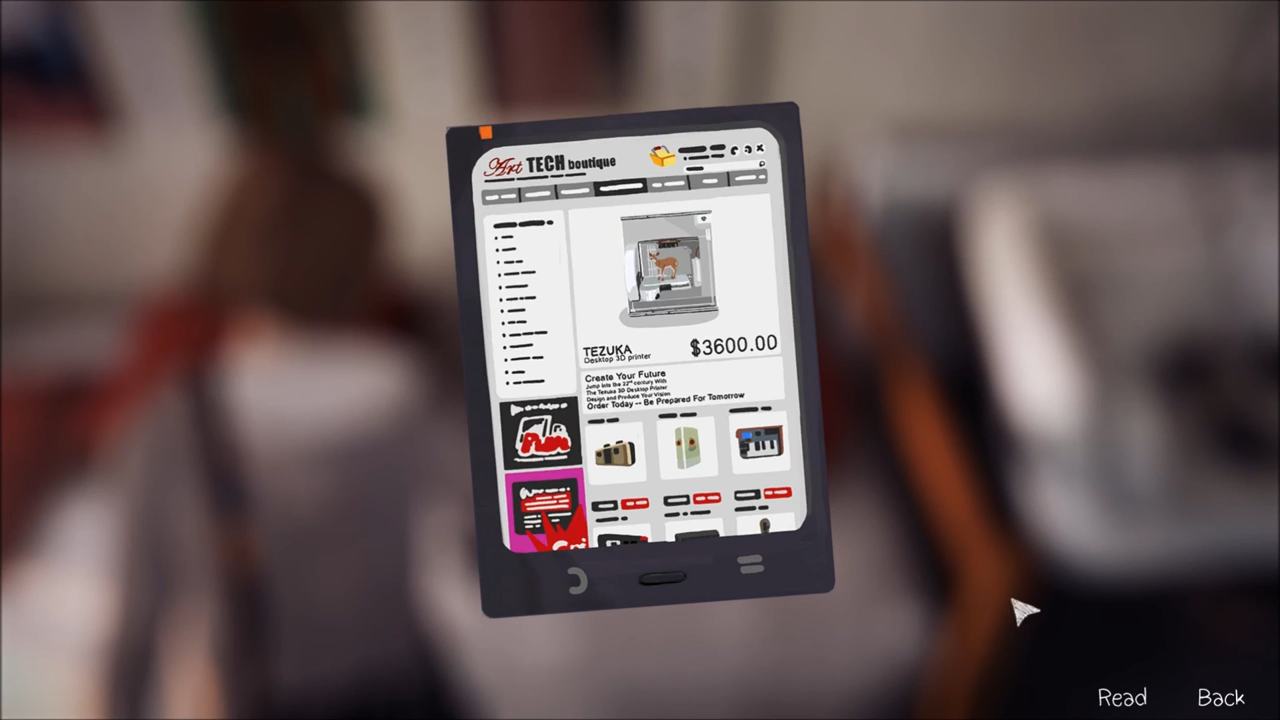 Art TECH boutique
TEZUKA
Desktop 3D printer
$3600.00
Create Your Future
Jump into the 22nd century With
The Tezuka 3D Desktop Printer
Design and Produce Your Vision
Order Today -- Be Prepared For Tomorrow
Fun
Read
Back